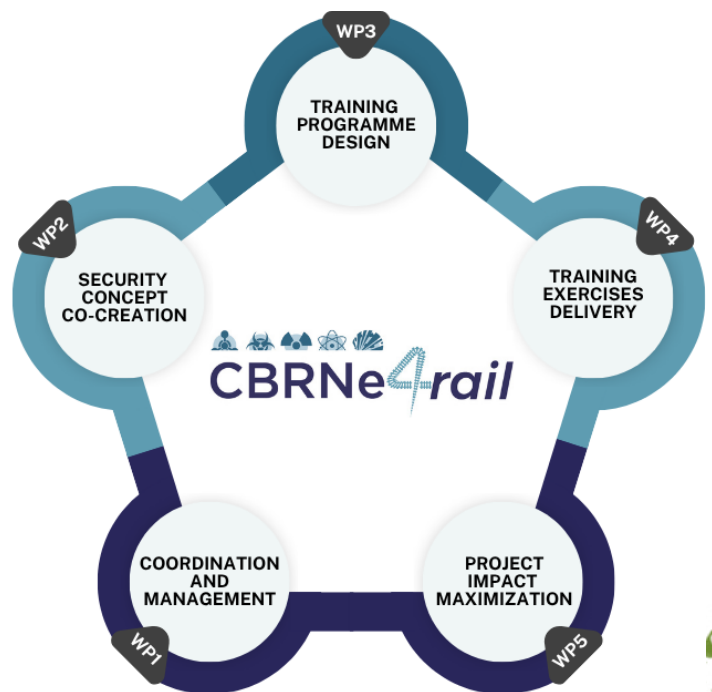 WP3
TRAINING
PROGRAMME
DESIGN
WP2
SECURITY
CONCEPT
CO-CREATION
WP4
TRAINING
EXERCISES
DELIVERY
CBRNe4rail
COORDINATION
AND
MANAGEMENT
WP1
PROJECT
IMPACT
MAXIMIZATION
WP5